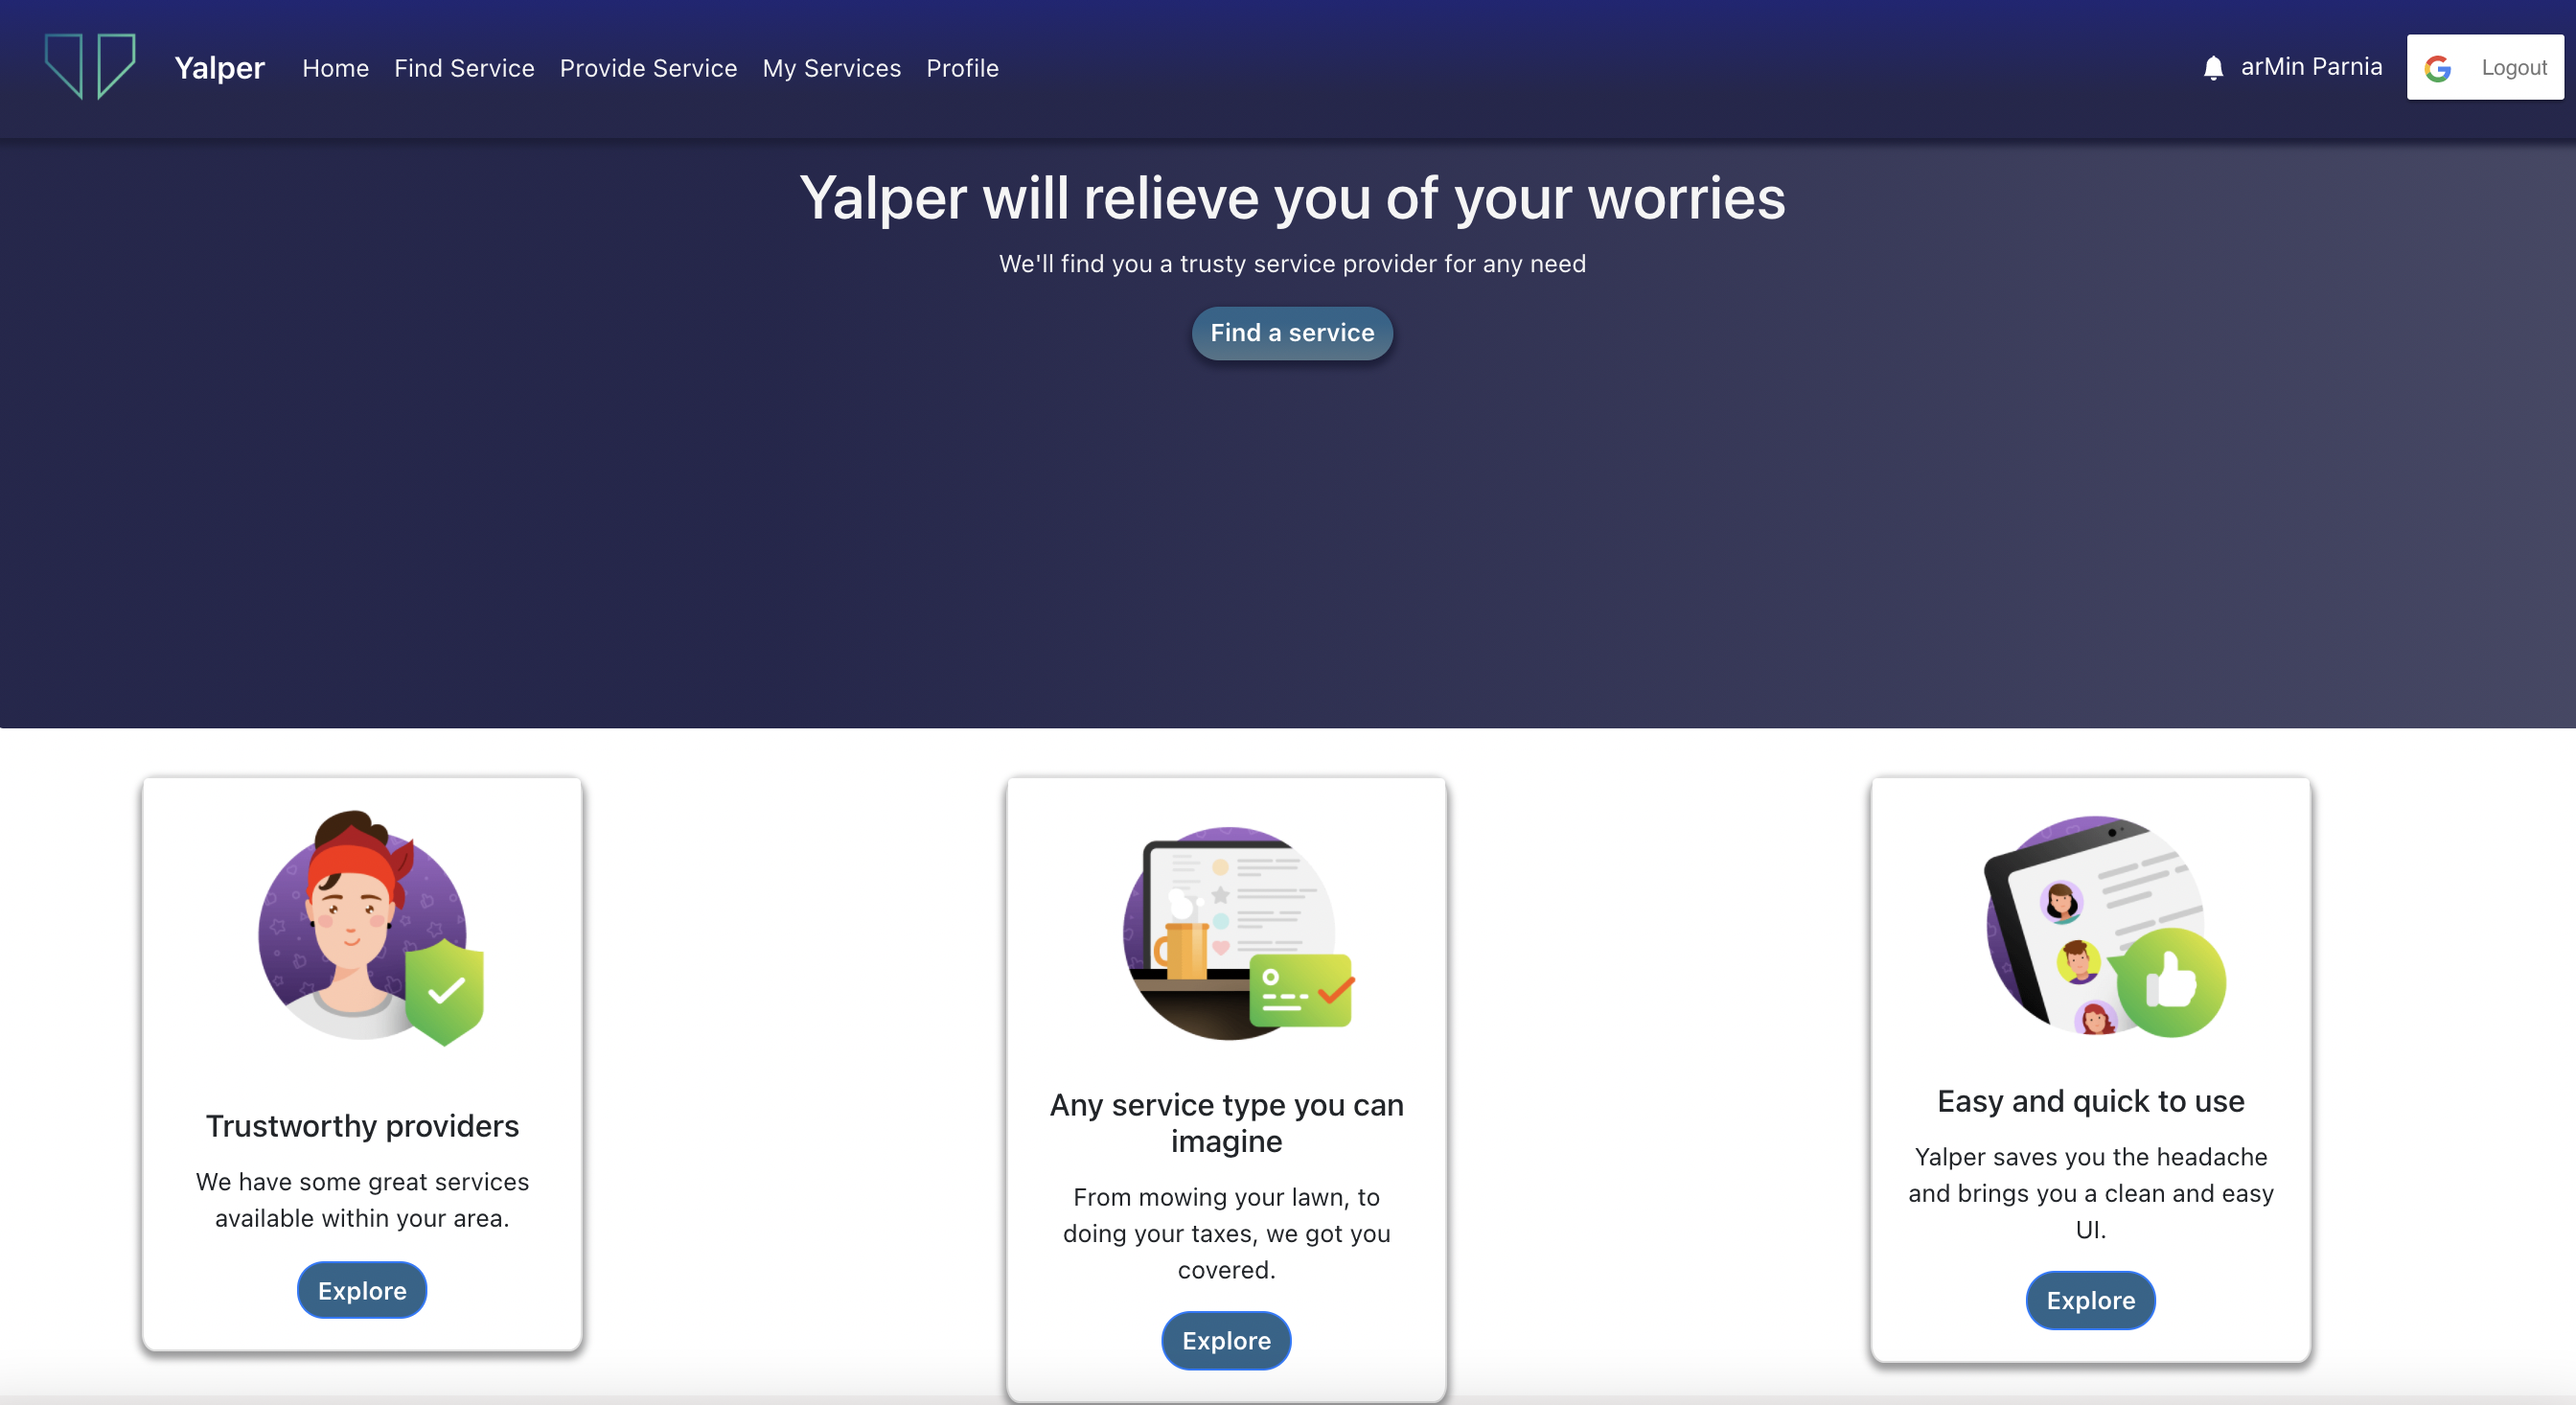 Yalper Home Find Service Provide Service My Services Profile arMin Parnia Logout
Yalper will relieve you of your worries
We'll find you a trusty service provider for any need
Find a service
Trustworthy providers
We have some great services
available within your area.
Explore
Any service type you can
imagine
From mowing your lawn, to
doing your taxes, we got you
covered.
Explore
Easy and quick to use
Yalper saves you the headache
and brings you a clean and easy
UI.
Explore